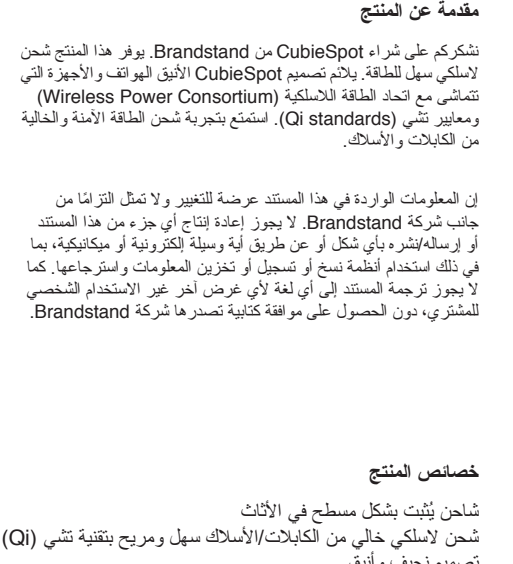 مقدمة عن المنتج
نشكركم على شراء CubieSpot من Brandstand. يوفر هذا المنتج شحن
لاسلكي سهل للطاقة. يلائم تصميم CubieSpot الأنيق الهواتف والأجهزة التي
تتماشى مع اتحاد الطاقة اللاسلكية (Wireless Power Consortium)
ومعايير تشي (Qi standards). استمتع بتجربة شحن الطاقة الآمنة والخالية
من الكابلات والأسلاك.
إن المعلومات الواردة في هذا المستند عرضة للتغيير ولا تمثل التزامًا من
جانب شركة Brandstand. لا يجوز إعادة إنتاج أي جزء من هذا المستند
أو إرساله/نشره بأي شكل أو عن طريق أية وسيلة إلكترونية أو ميكانيكية، بما
في ذلك استخدام أنظمة نسخ أو تسجيل أو تخزين المعلومات واسترجاعها. كما
لا يجوز ترجمة المستند إلى أي لغة لأي غرض آخر غير الاستخدام الشخصي
للمشتري، دون الحصول على موافقة كتابية تصدرها شركة Brandstand.
خصائص المنتج
شاحن يُثبت بشكل مسطح في الأثاث
شحن لاسلكي خالي من الكابلات/الأسلاك سهل ومريح بتقنية تشي (Qi)
تصميم نحيف وأنيق